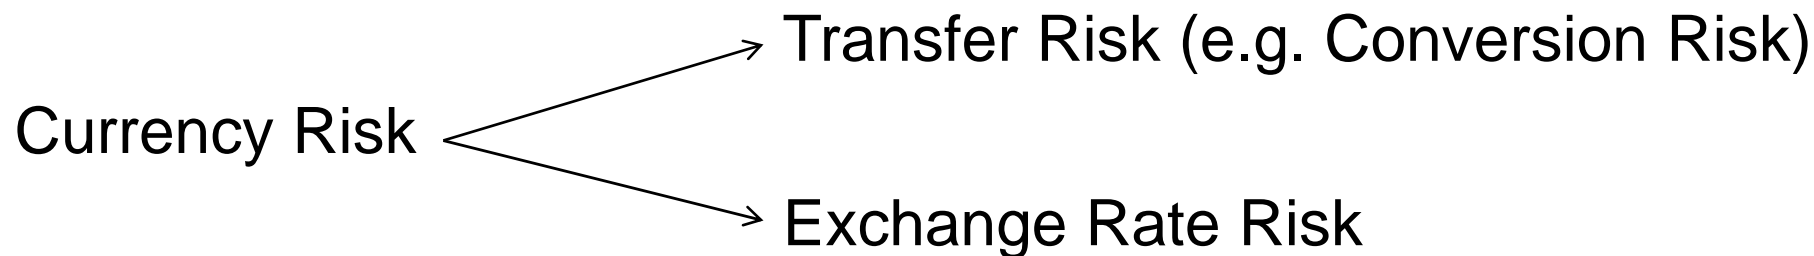 Transfer Risk (e.g. Conversion Risk)
Currency Risk
Exchange Rate Risk